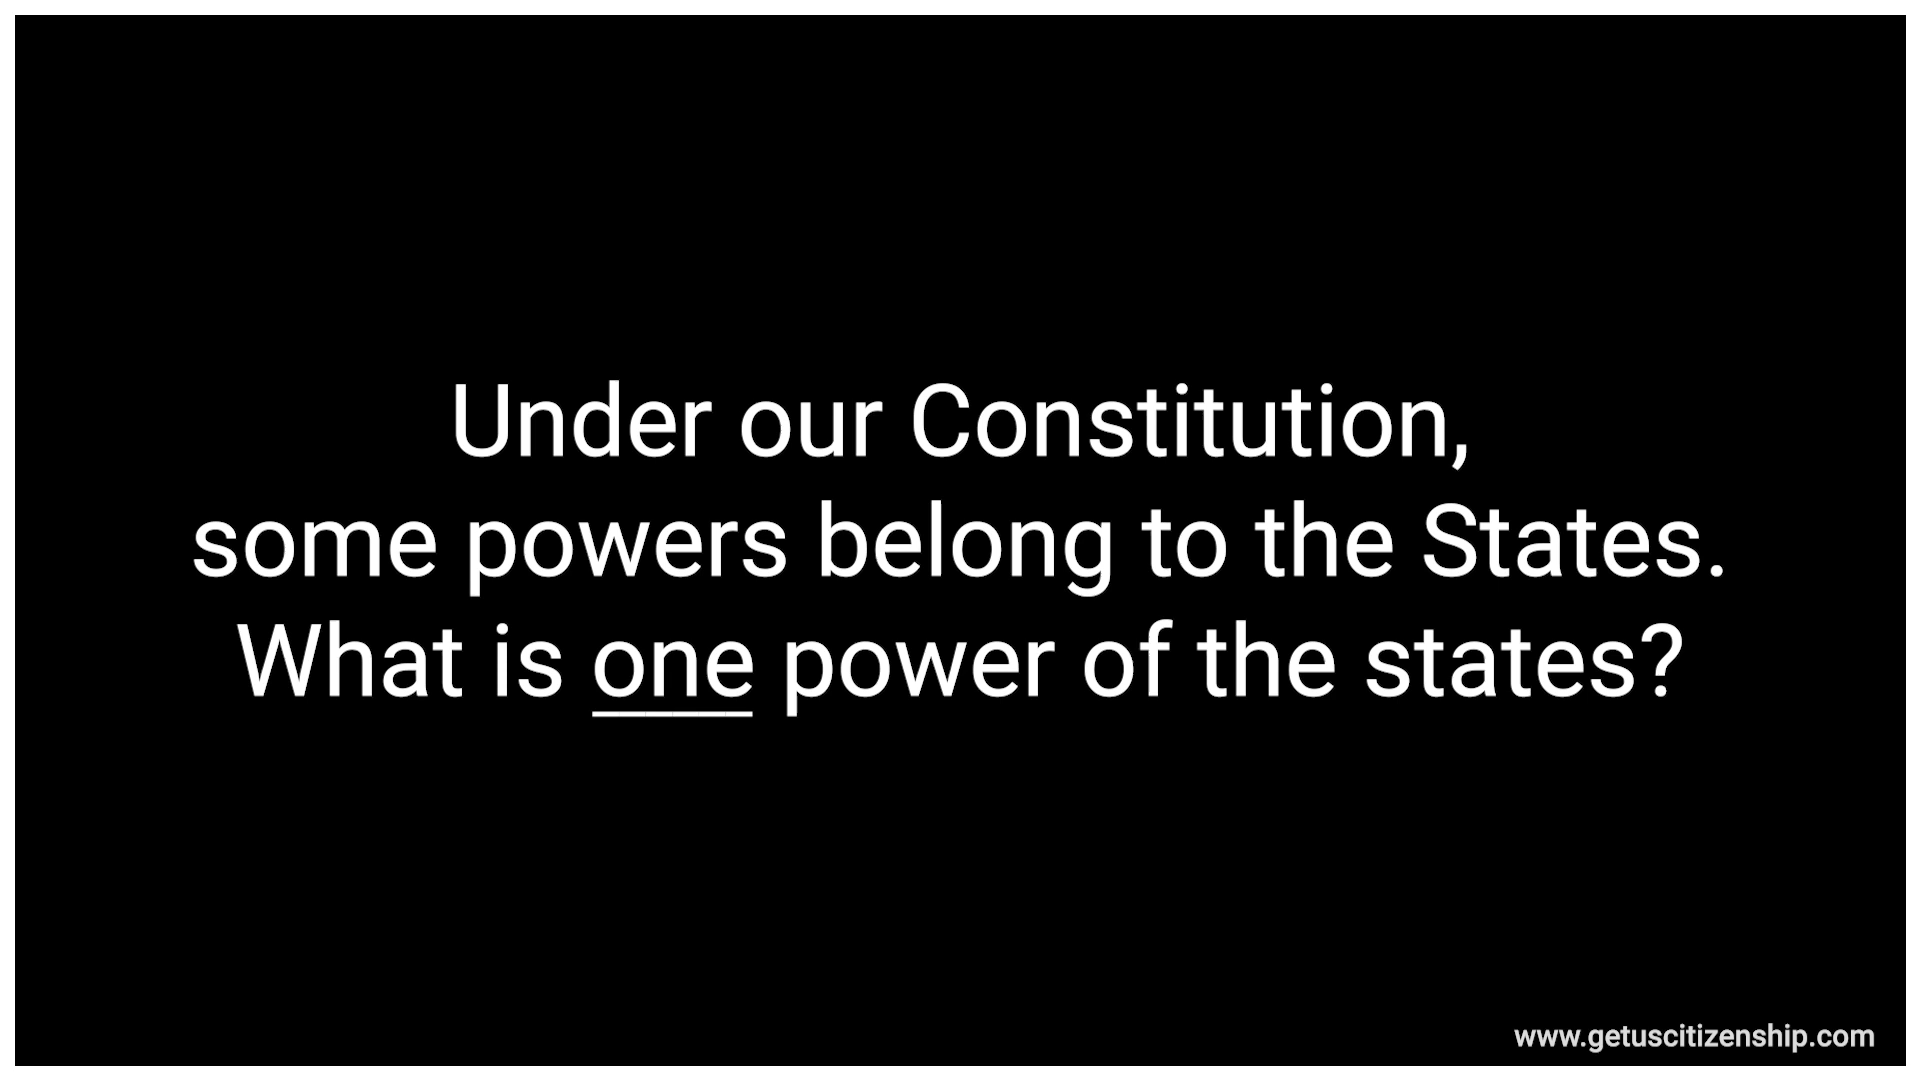 Under our Constitution,
some powers belong to the States.
What is one power of the states?
www.getuscitizenship.com